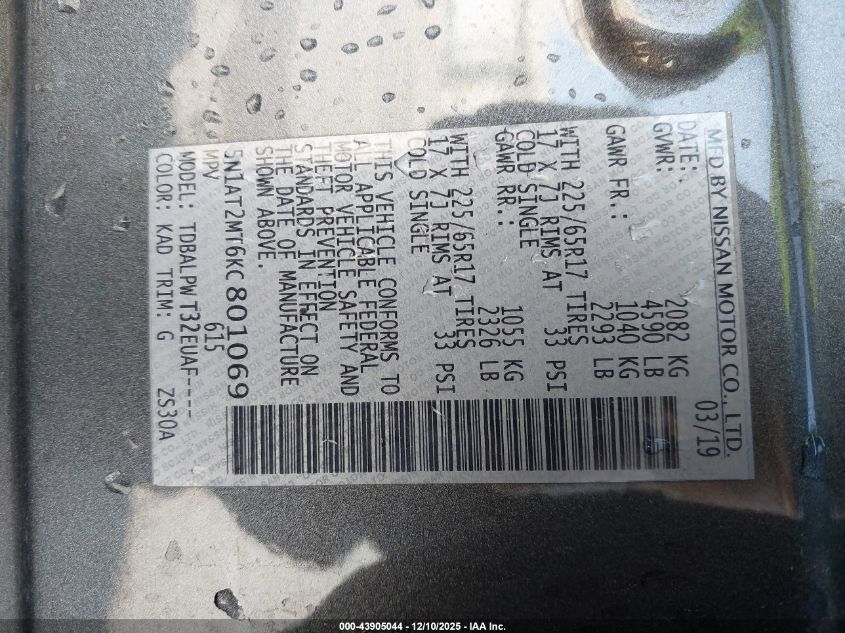 MFD BY NISSAN MOTOR CO., LTD.
DATE: 03/19
GVWR: 2082 KG
4590 LB
GAWR FR.: 1040 KG
2293 LB
WITH 225/65R17 TIRES
17 X 7J RIMS AT 33 PSI
COLD SINGLE
GAWR RR.: 1055 KG
2326 LB
WITH 225/65R17 TIRES
17 X 7J RIMS AT 33 PSI
COLD SINGLE
THIS VEHICLE CONFORMS TO
ALL APPLICABLE FEDERAL
MOTOR VEHICLE SAFETY AND
THEFT PREVENTION
STANDARDS IN EFFECT ON
THE DATE OF MANUFACTURE
SHOWN ABOVE.
5N1AT2MT6KC801069
MPV 615
MODEL: TDBALPW T32EUAF----
COLOR: KAD TRIM: G ZS30A
000-43905044 - 12/10/2025 - IAA Inc.